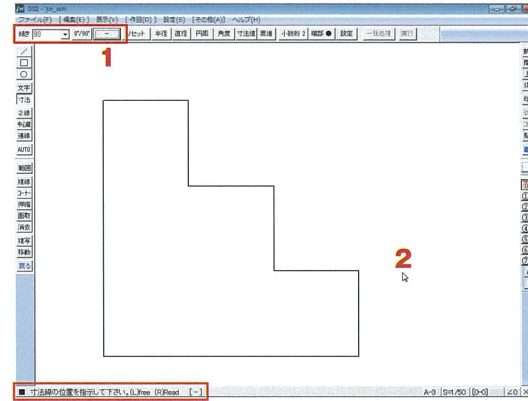 002 - jw_win
ファイル(F) [編集(E)] 表示(V) [作図(D)] 設定(S) [その他(A)] ヘルプ(H)
傾き 90 0°/90° － リセット 半径 直径 円周 角度 寸法値 累進 小数桁 2 端部 ● 設定 一括処理 実行
1
／
□
○
文字
寸法
2線
中心線
連線
AUTO
範囲
複線
コーナー
伸縮
面取
消去
複写
移動
戻る
2
■ 寸法線の位置を指示して下さい。(L)free (R)Read [－]
A-3 S=1/50 [0-0] ∠0 ×